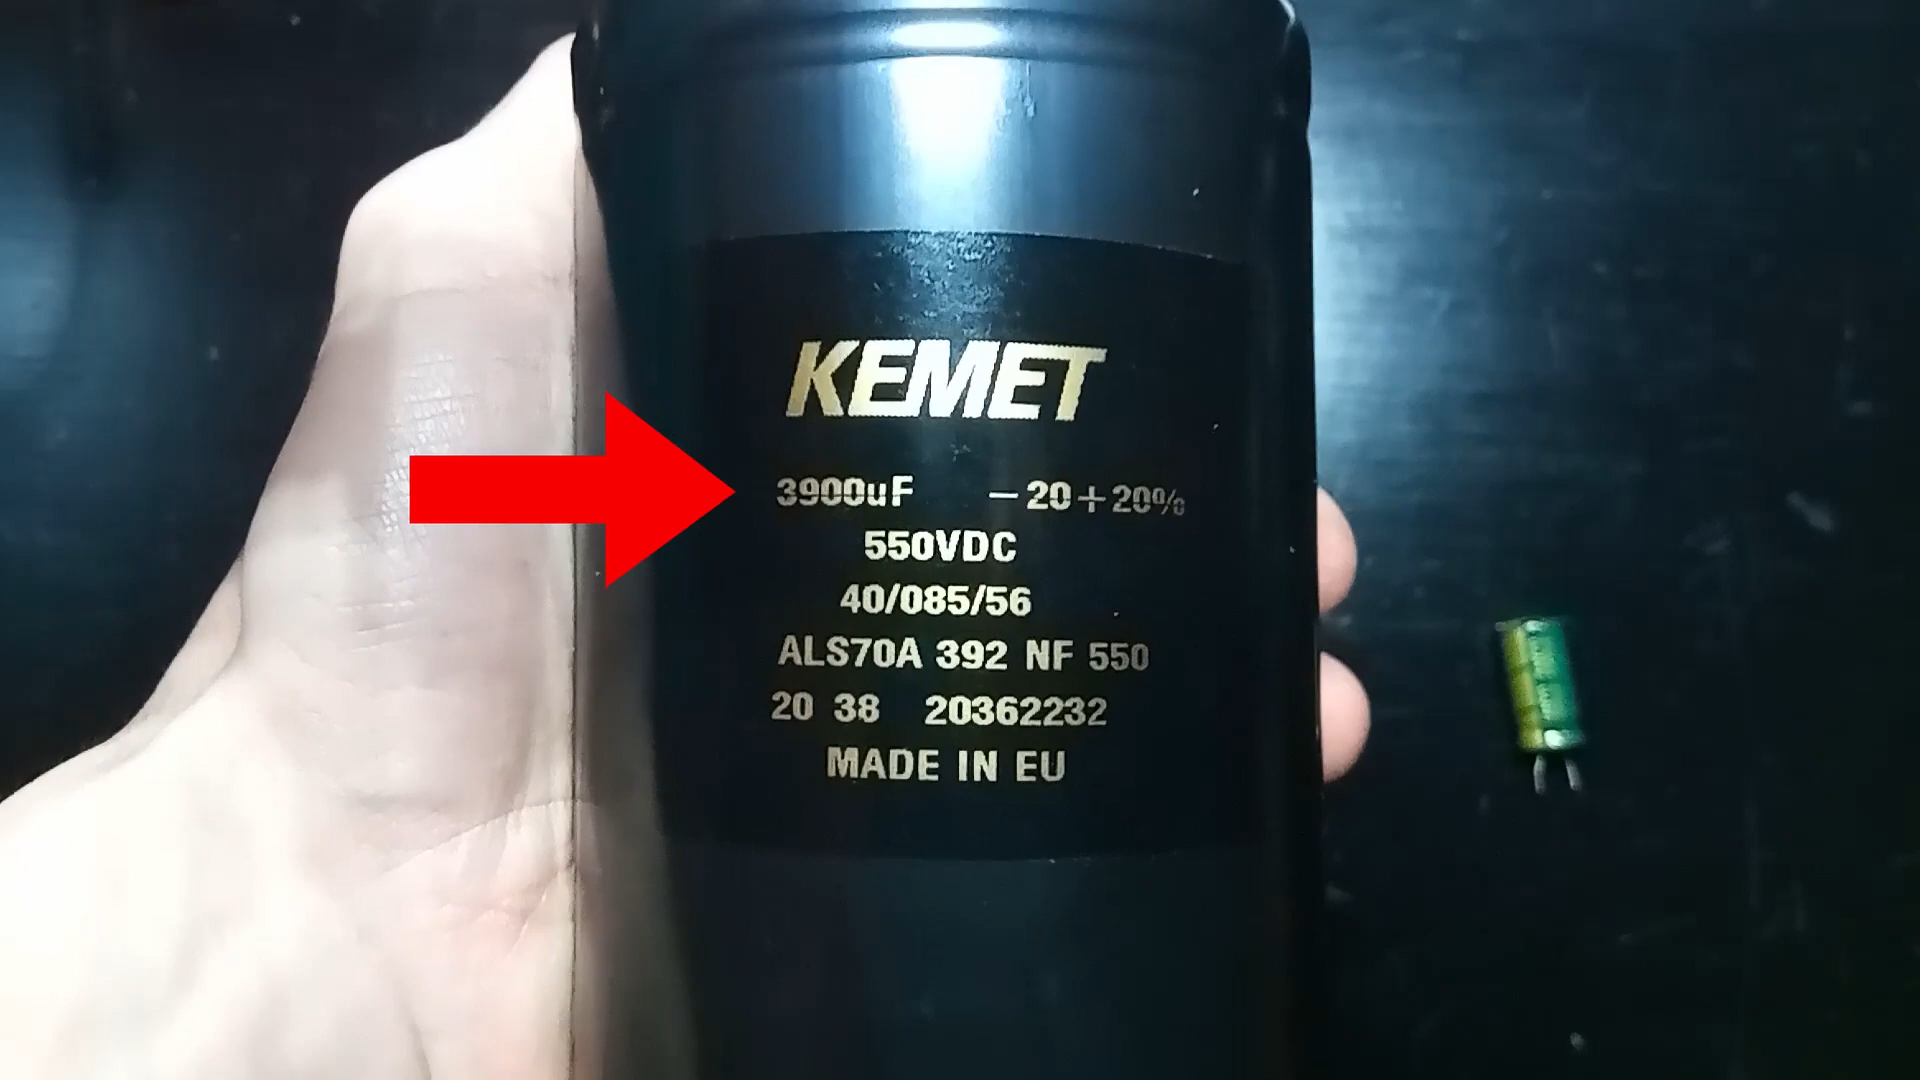 KEMET
3900uF -20+20%
550VDC
40/085/56
ALS70A 392 NF 550
20 38 20362232
MADE IN EU